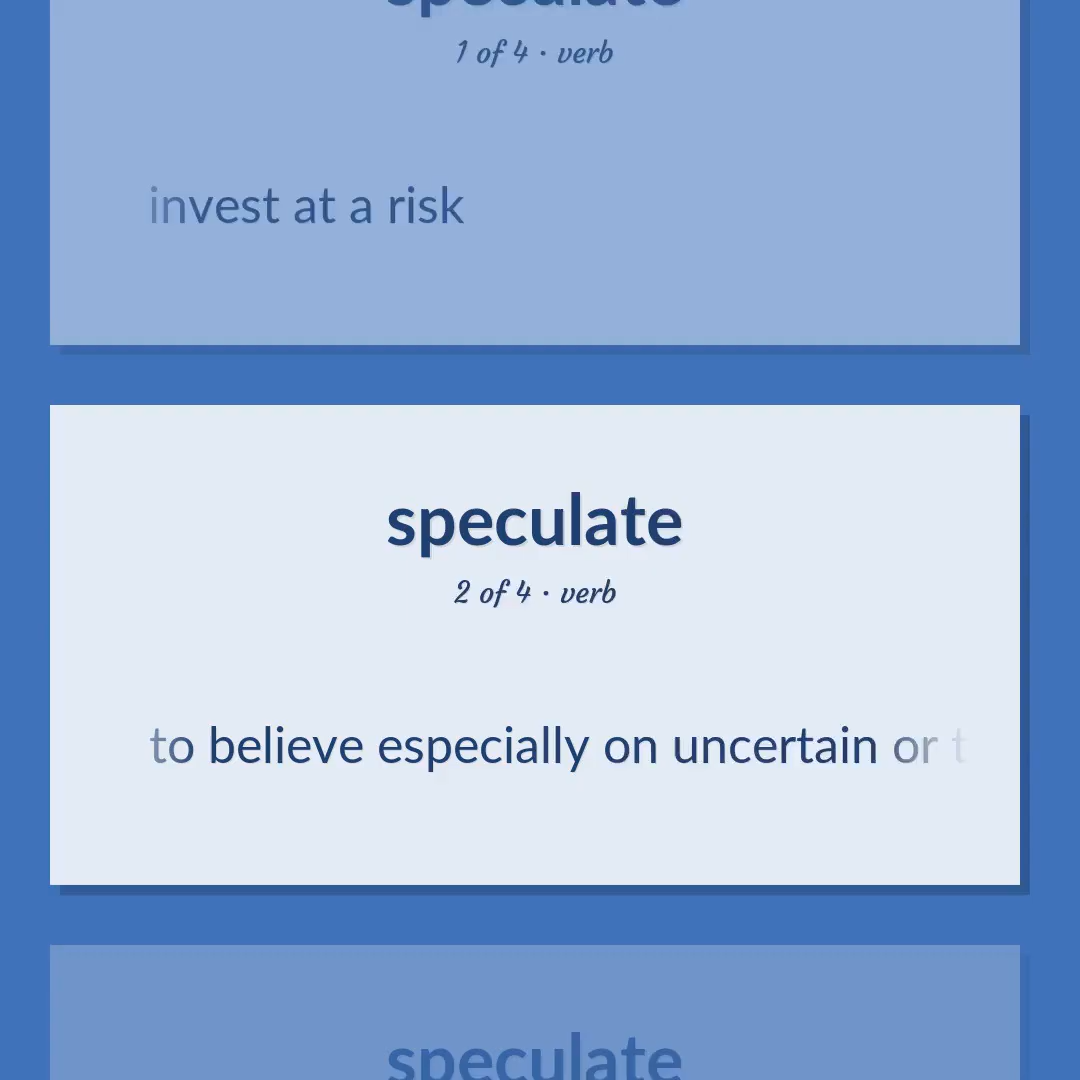 speculate
1 of 4 · verb
invest at a risk
speculate
2 of 4 · verb
to believe especially on uncertain or t
speculate